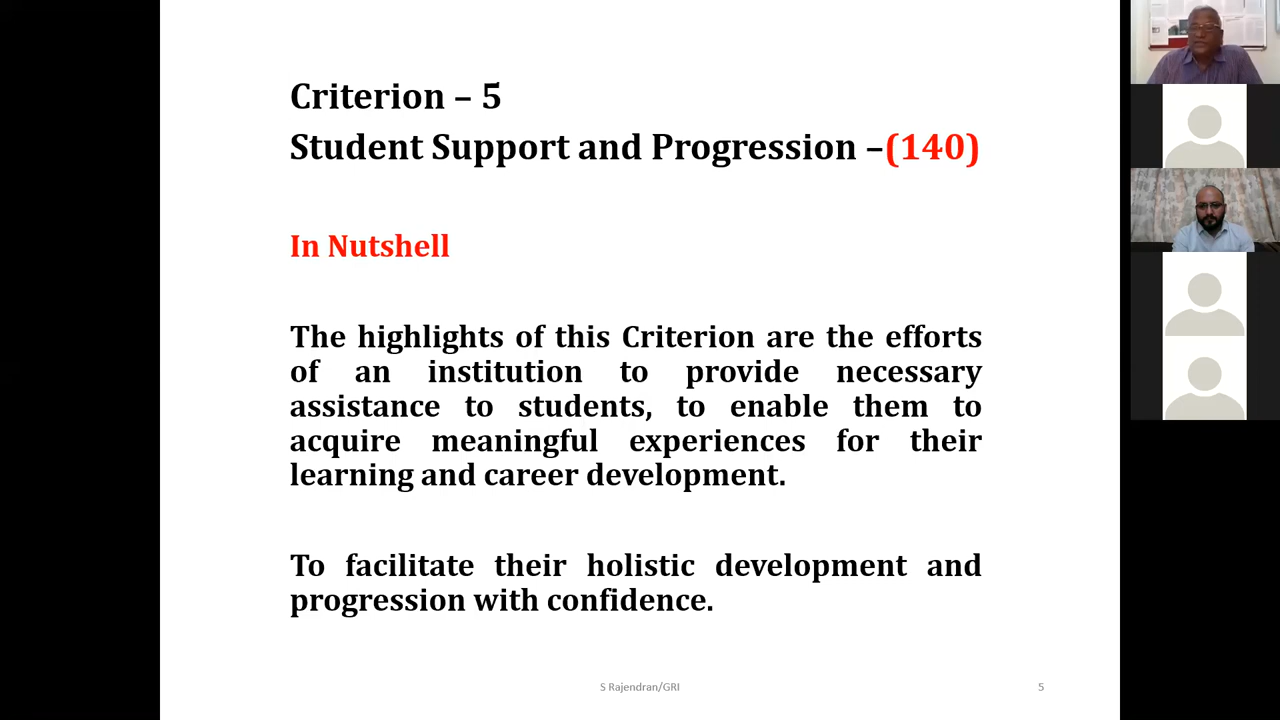 Criterion – 5
Student Support and Progression –(140)
In Nutshell
The highlights of this Criterion are the efforts
of an institution to provide necessary
assistance to students, to enable them to
acquire meaningful experiences for their
learning and career development.
To facilitate their holistic development and
progression with confidence.
S Rajendran/GRI
5